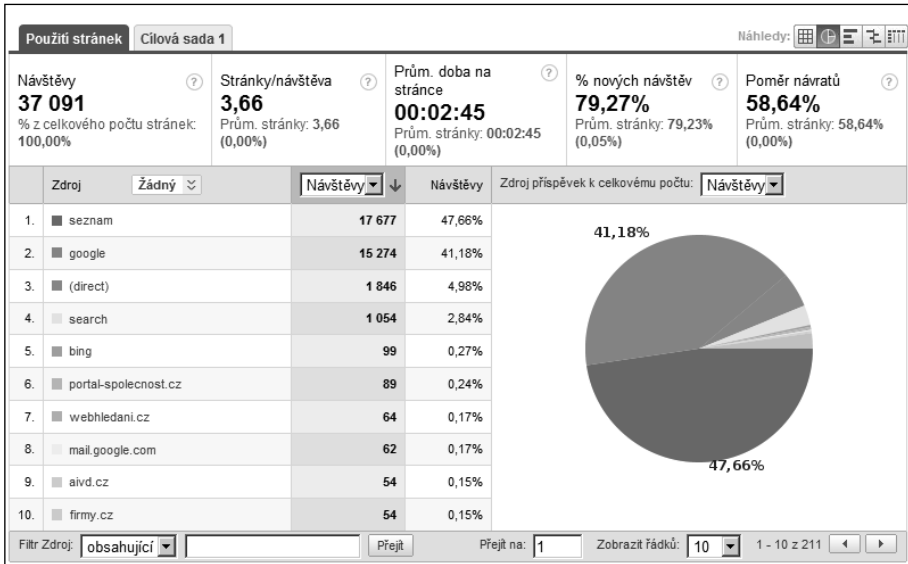 Použití stránek Cílová sada 1 Náhledy:
Návštěvy ?
37 091
% z celkového počtu stránek:
100,00%
Stránky/návštěva ?
3,66
Prům. stránky: 3,66
(0,00%)
Prům. doba na ?
stránce
00:02:45
Prům. stránky: 00:02:45
(0,00%)
% nových návštěv ?
79,27%
Prům. stránky: 79,23%
(0,05%)
Poměr návratů ?
58,64%
Prům. stránky: 58,64%
(0,00%)
Zdroj Žádný Návštěvy Návštěvy Zdroj příspěvek k celkovému počtu: Návštěvy
1. seznam 17 677 47,66%
2. google 15 274 41,18%
3. (direct) 1 846 4,98%
4. search 1 054 2,84%
5. bing 99 0,27%
6. portal-spolecnost.cz 89 0,24%
7. webhledani.cz 64 0,17%
8. mail.google.com 62 0,17%
9. aivd.cz 54 0,15%
10. firmy.cz 54 0,15%
41,18%
47,66%
Filtr Zdroj: obsahující Přejít Přejít na: 1 Zobrazit řádků: 10 1 - 10 z 211